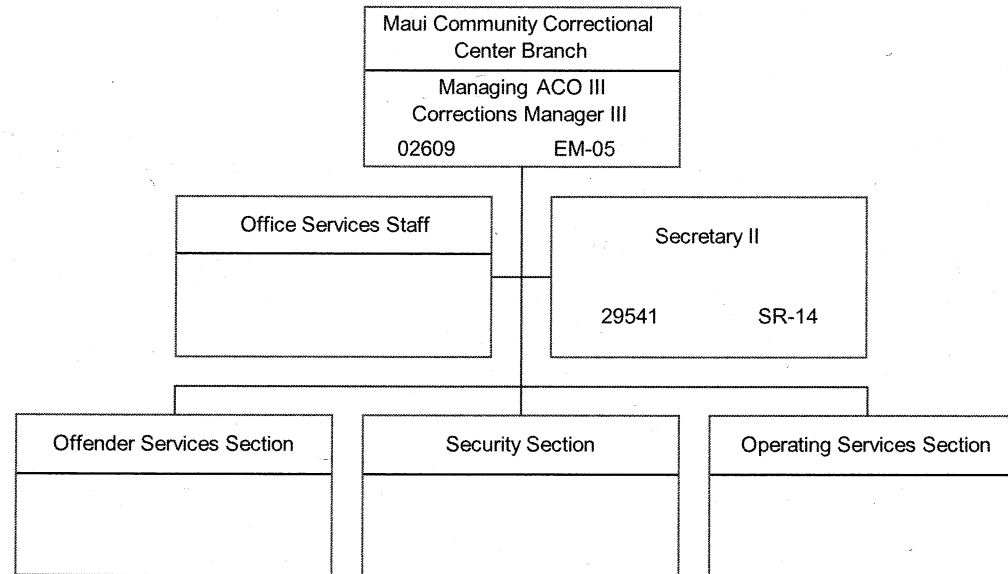 Maui Community Correctional
Center Branch
Managing ACO III
Corrections Manager III
02609 EM-05
Office Services Staff
Secretary II
29541 SR-14
Offender Services Section
Security Section
Operating Services Section